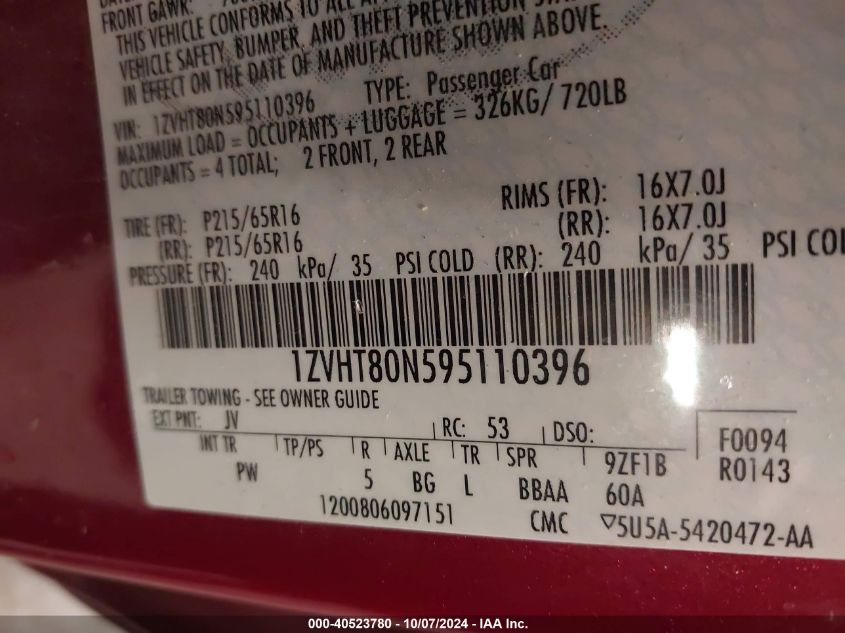 FRONT GAWR:
THIS VEHICLE CONFORMS TO ALL
VEHICLE SAFETY, BUMPER, AND THEFT PREVENTION
IN EFFECT ON THE DATE OF MANUFACTURE SHOWN ABOVE.
VIN: 1ZVHT80N595110396 TYPE: Passenger Car
MAXIMUM LOAD = OCCUPANTS + LUGGAGE = 326KG/ 720LB
OCCUPANTS = 4 TOTAL; 2 FRONT, 2 REAR
TIRE (FR): P215/65R16 RIMS (FR): 16X7.0J
(RR): P215/65R16 (RR): 16X7.0J
PRESSURE (FR): 240 kPa/ 35 PSI COLD (RR): 240 kPa/ 35 PSI COL
1ZVHT80N595110396
TRAILER TOWING - SEE OWNER GUIDE
EXT PNT: JV RC: 53 DSO: F0094
INT TR TP/PS R AXLE TR SPR 9ZF1B R0143
PW 5 BG L BBAA 60A
1200806097151 CMC ▽5U5A-5420472-AA
000-40523780 - 10/07/2024 - IAA Inc.